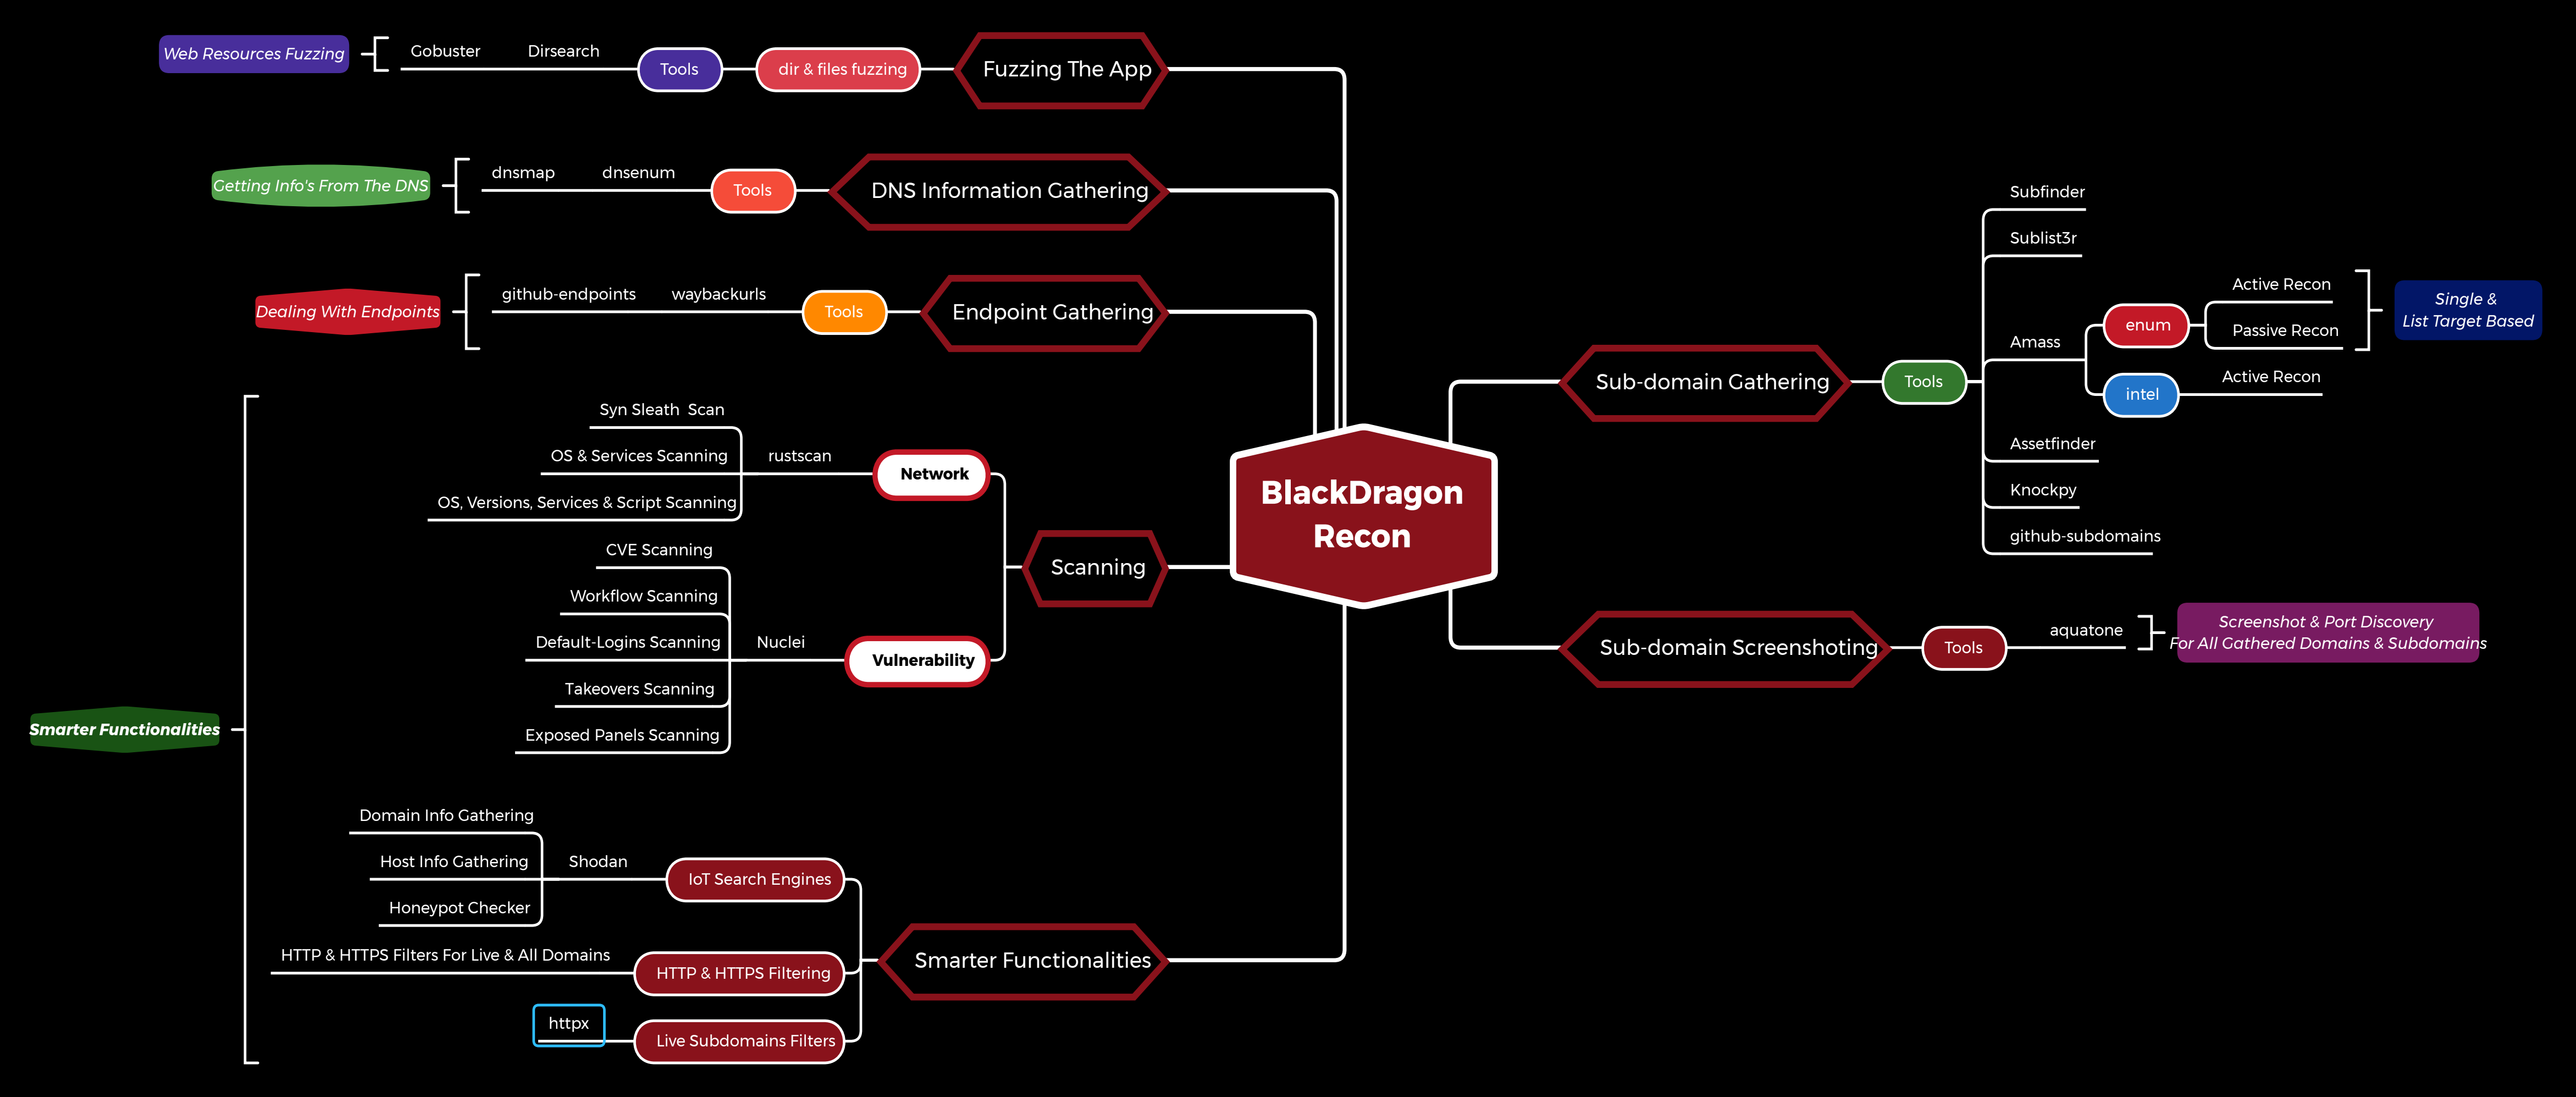 Web Resources Fuzzing
Gobuster
Dirsearch
Tools
dir & files fuzzing
Fuzzing The App
Getting Info's From The DNS
dnsmap
dnsenum
Tools
DNS Information Gathering
Dealing With Endpoints
github-endpoints
waybackurls
Tools
Endpoint Gathering
Smarter Functionalities
Syn Sleath  Scan
OS & Services Scanning
OS, Versions, Services & Script Scanning
rustscan
Network
CVE Scanning
Workflow Scanning
Default-Logins Scanning
Takeovers Scanning
Exposed Panels Scanning
Nuclei
Vulnerability
Scanning
Domain Info Gathering
Host Info Gathering
Honeypot Checker
Shodan
IoT Search Engines
HTTP & HTTPS Filters For Live & All Domains
HTTP & HTTPS Filtering
httpx
Live Subdomains Filters
Smarter Functionalities
BlackDragon
Recon
Sub-domain Gathering
Tools
Subfinder
Sublist3r
Amass
enum
Active Recon
Passive Recon
Single &
List Target Based
intel
Active Recon
Assetfinder
Knockpy
github-subdomains
Sub-domain Screenshoting
Tools
aquatone
Screenshot & Port Discovery
For All Gathered Domains & Subdomains